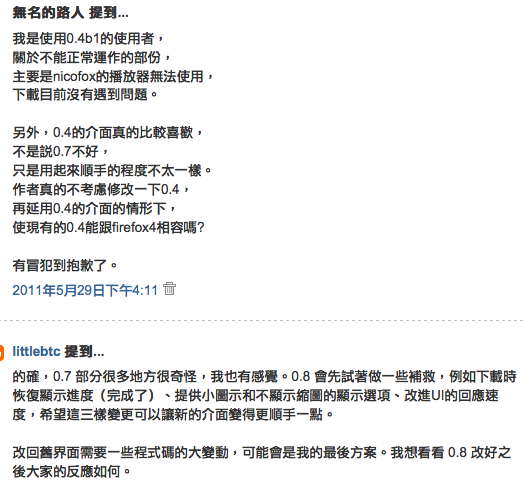 無名的路人 提到...
我是使用0.4b1的使用者，
關於不能正常運作的部份，
主要是nicofox的播放器無法使用，
下載目前沒有遇到問題。
另外，0.4的介面真的比較喜歡，
不是說0.7不好，
只是用起來順手的程度不太一樣。
作者真的不考慮修改一下0.4，
再延用0.4的介面的情形下，
使現有的0.4能跟firefox4相容嗎?
有冒犯到抱歉了。
2011年5月29日下午4:11
littlebtc 提到...
的確，0.7 部分很多地方很奇怪，我也有感覺。0.8 會先試著做一些補救，例如下載時
恢復顯示進度（完成了）、提供小圖示和不顯示縮圖的顯示選項、改進UI的回應速
度，希望這三樣變更可以讓新的介面變得更順手一點。
改回舊界面需要一些程式碼的大變動，可能會是我的最後方案。我想看看 0.8 改好之
後大家的反應如何。